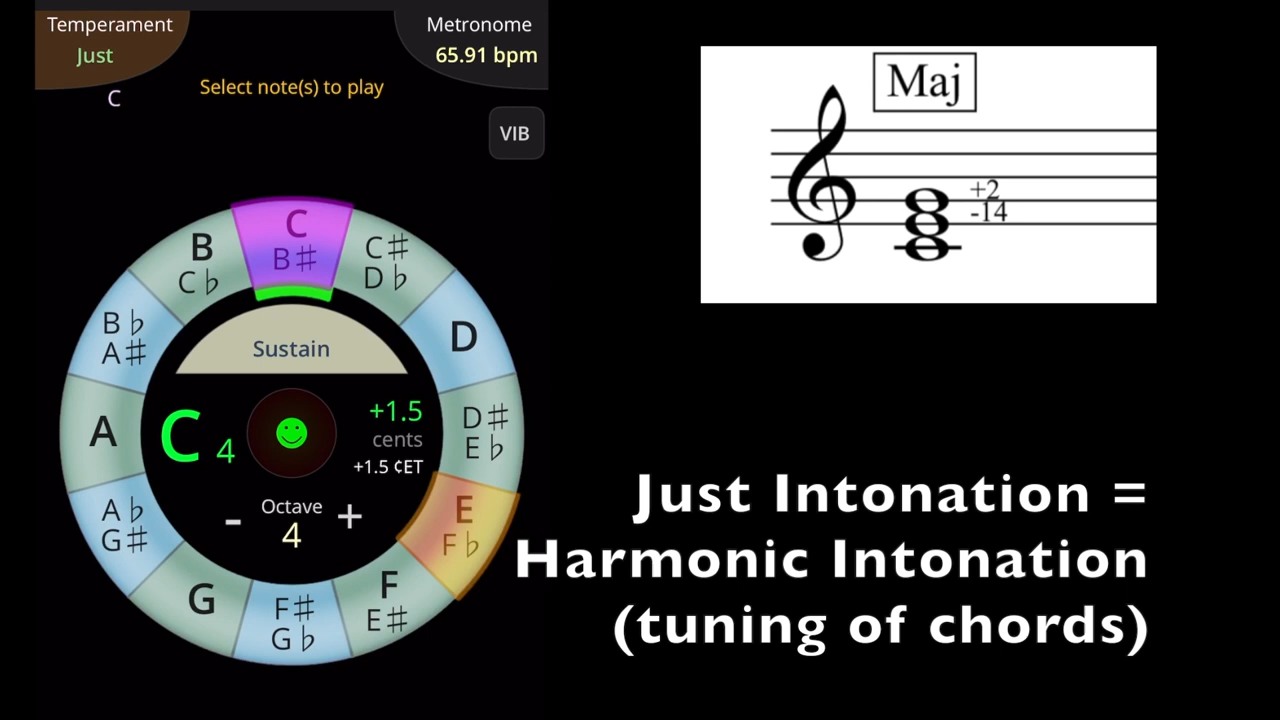 Temperament
Just
C
Metronome
65.91 bpm
Select note(s) to play
VIB
C
B♯
C♯
D♭
D
D♯
E♭
E
F♭
F
E♯
F♯
G♭
G
A♭
G♯
A
B♭
A♯
B
C♭
Sustain
C 4
+1.5
cents
+1.5 ¢ET
- Octave +
4
Maj
+2
-14
Just Intonation =
Harmonic Intonation
(tuning of chords)